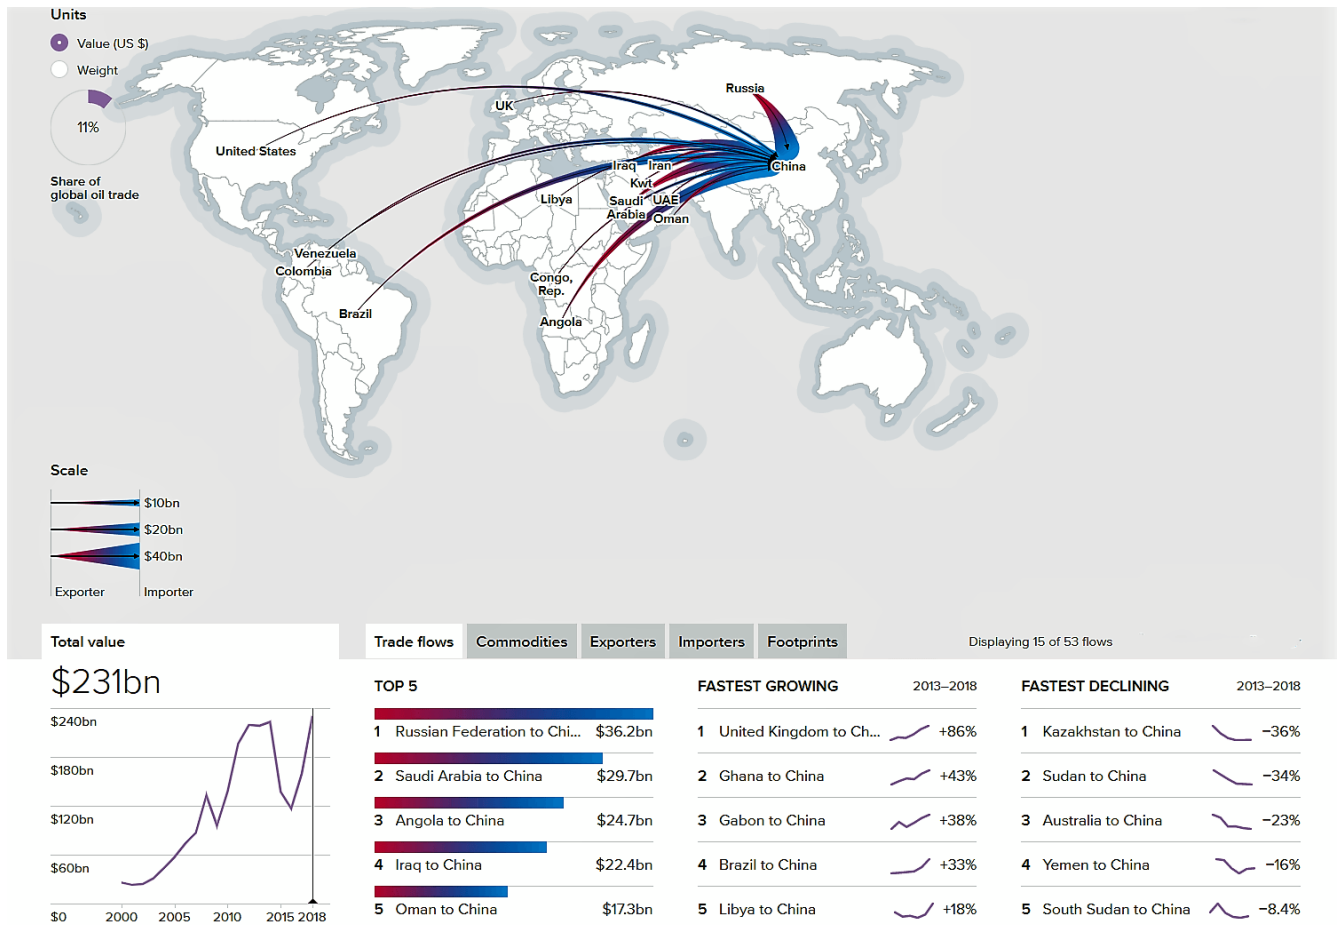 Units
Value (US $)
Weight
11%
Share of
global oil trade
Russia
UK
United States
China
Iraq Iran
Kwt
Libya
Saudi
Arabia
UAE
Oman
Venezuela
Colombia
Congo,
Rep.
Brazil
Angola
Scale
$10bn
$20bn
$40bn
Exporter Importer
Total value
$231bn
$240bn
$180bn
$120bn
$60bn
$0 2000 2005 2010 2015 2018
Trade flows Commodities Exporters Importers Footprints
Displaying 15 of 53 flows
TOP 5
1 Russian Federation to Chi... $36.2bn
2 Saudi Arabia to China $29.7bn
3 Angola to China $24.7bn
4 Iraq to China $22.4bn
5 Oman to China $17.3bn
FASTEST GROWING 2013–2018
1 United Kingdom to Ch... +86%
2 Ghana to China +43%
3 Gabon to China +38%
4 Brazil to China +33%
5 Libya to China +18%
FASTEST DECLINING 2013–2018
1 Kazakhstan to China −36%
2 Sudan to China −34%
3 Australia to China −23%
4 Yemen to China −16%
5 South Sudan to China −8.4%